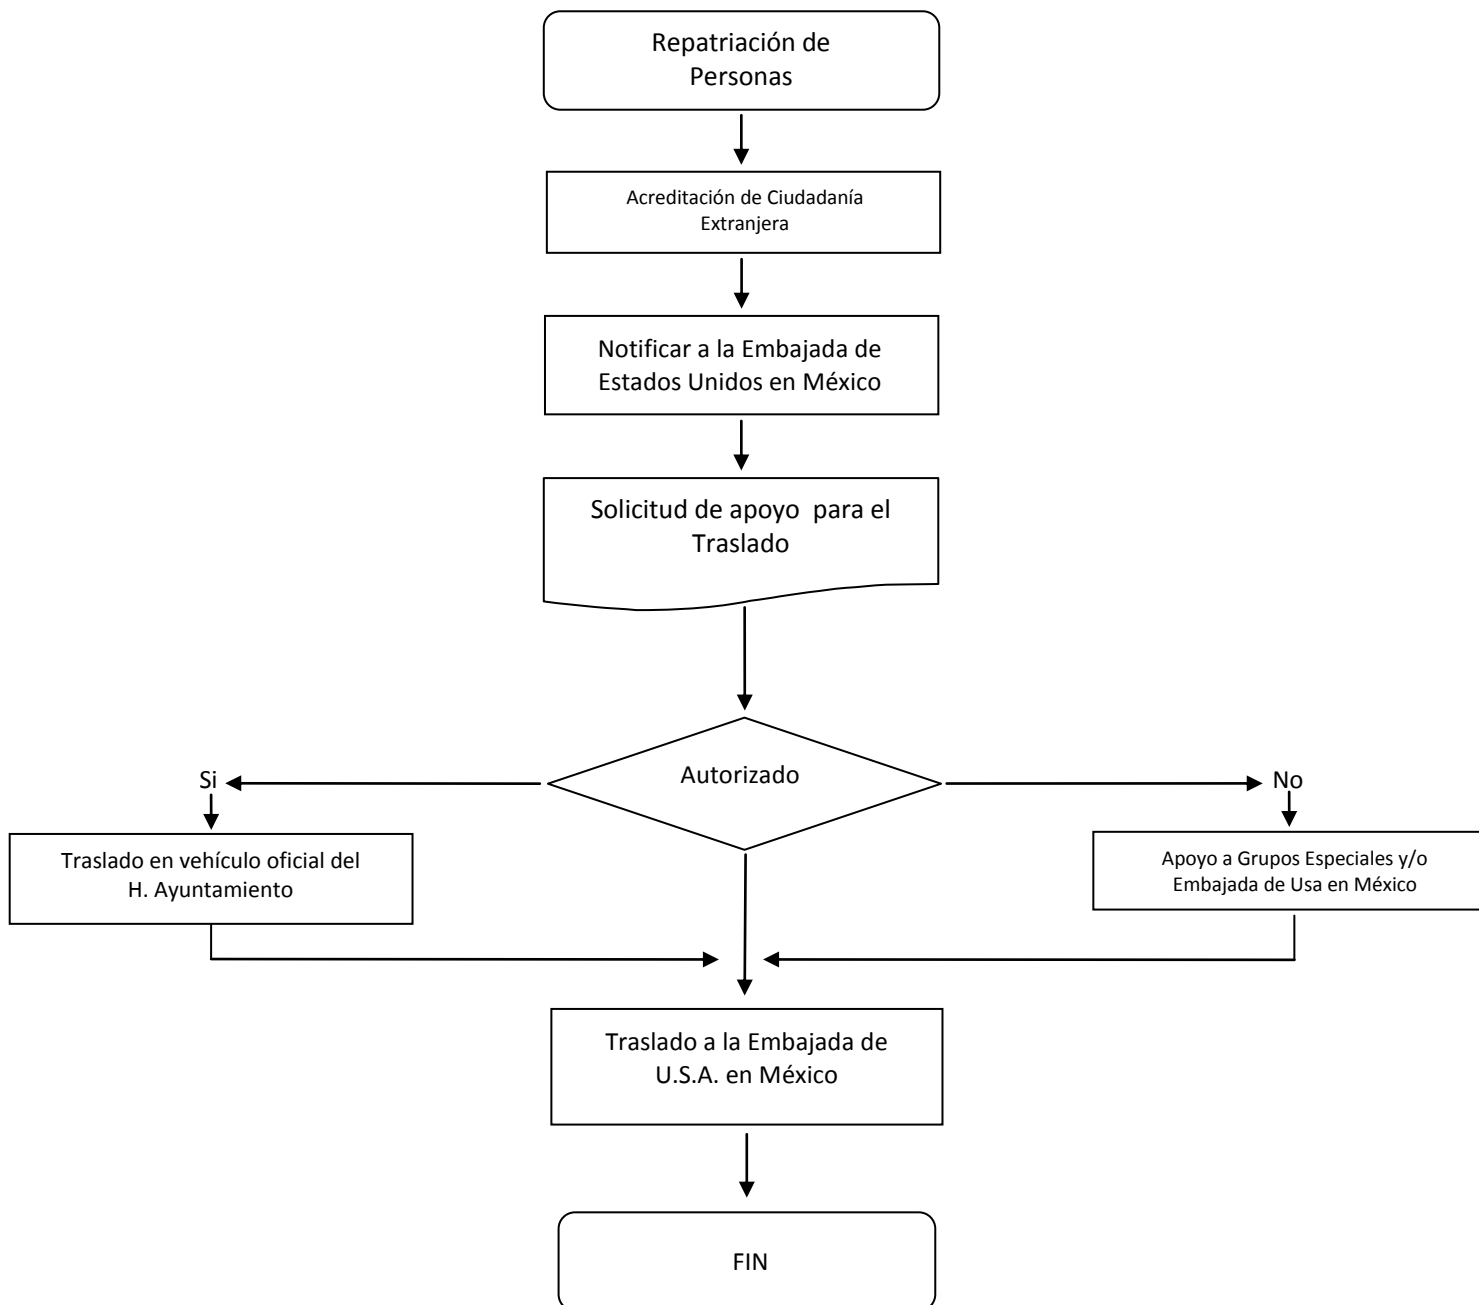 Repatriación de
Personas
Acreditación de Ciudadanía
Extranjera
Notificar a la Embajada de
Estados Unidos en México
Solicitud de apoyo  para el
Traslado
Autorizado
Si
No
Traslado en vehículo oficial del
H. Ayuntamiento
Apoyo a Grupos Especiales y/o
Embajada de Usa en México
Traslado a la Embajada de
U.S.A. en México
FIN